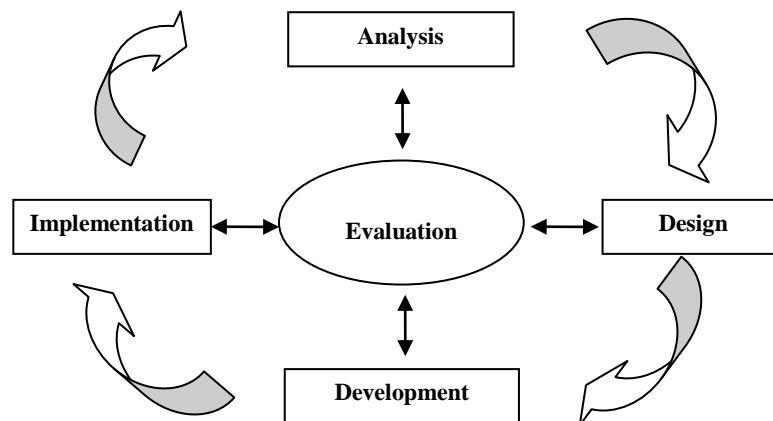 Analysis
Implementation
Evaluation
Design
Development